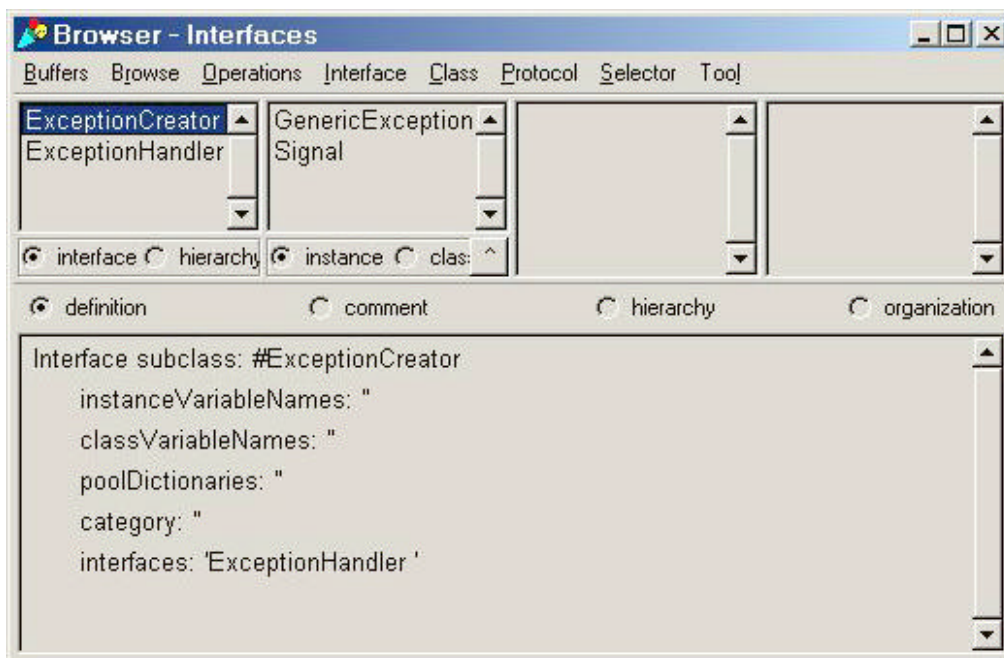 Browser - Interfaces
Buffers Browse Operations Interface Class Protocol Selector Tool
ExceptionCreator
ExceptionHandler
GenericException
Signal
interface hierarchy instance clas ^
definition comment hierarchy organization
Interface subclass: #ExceptionCreator
instanceVariableNames: ''
classVariableNames: ''
poolDictionaries: ''
category: ''
interfaces: 'ExceptionHandler '